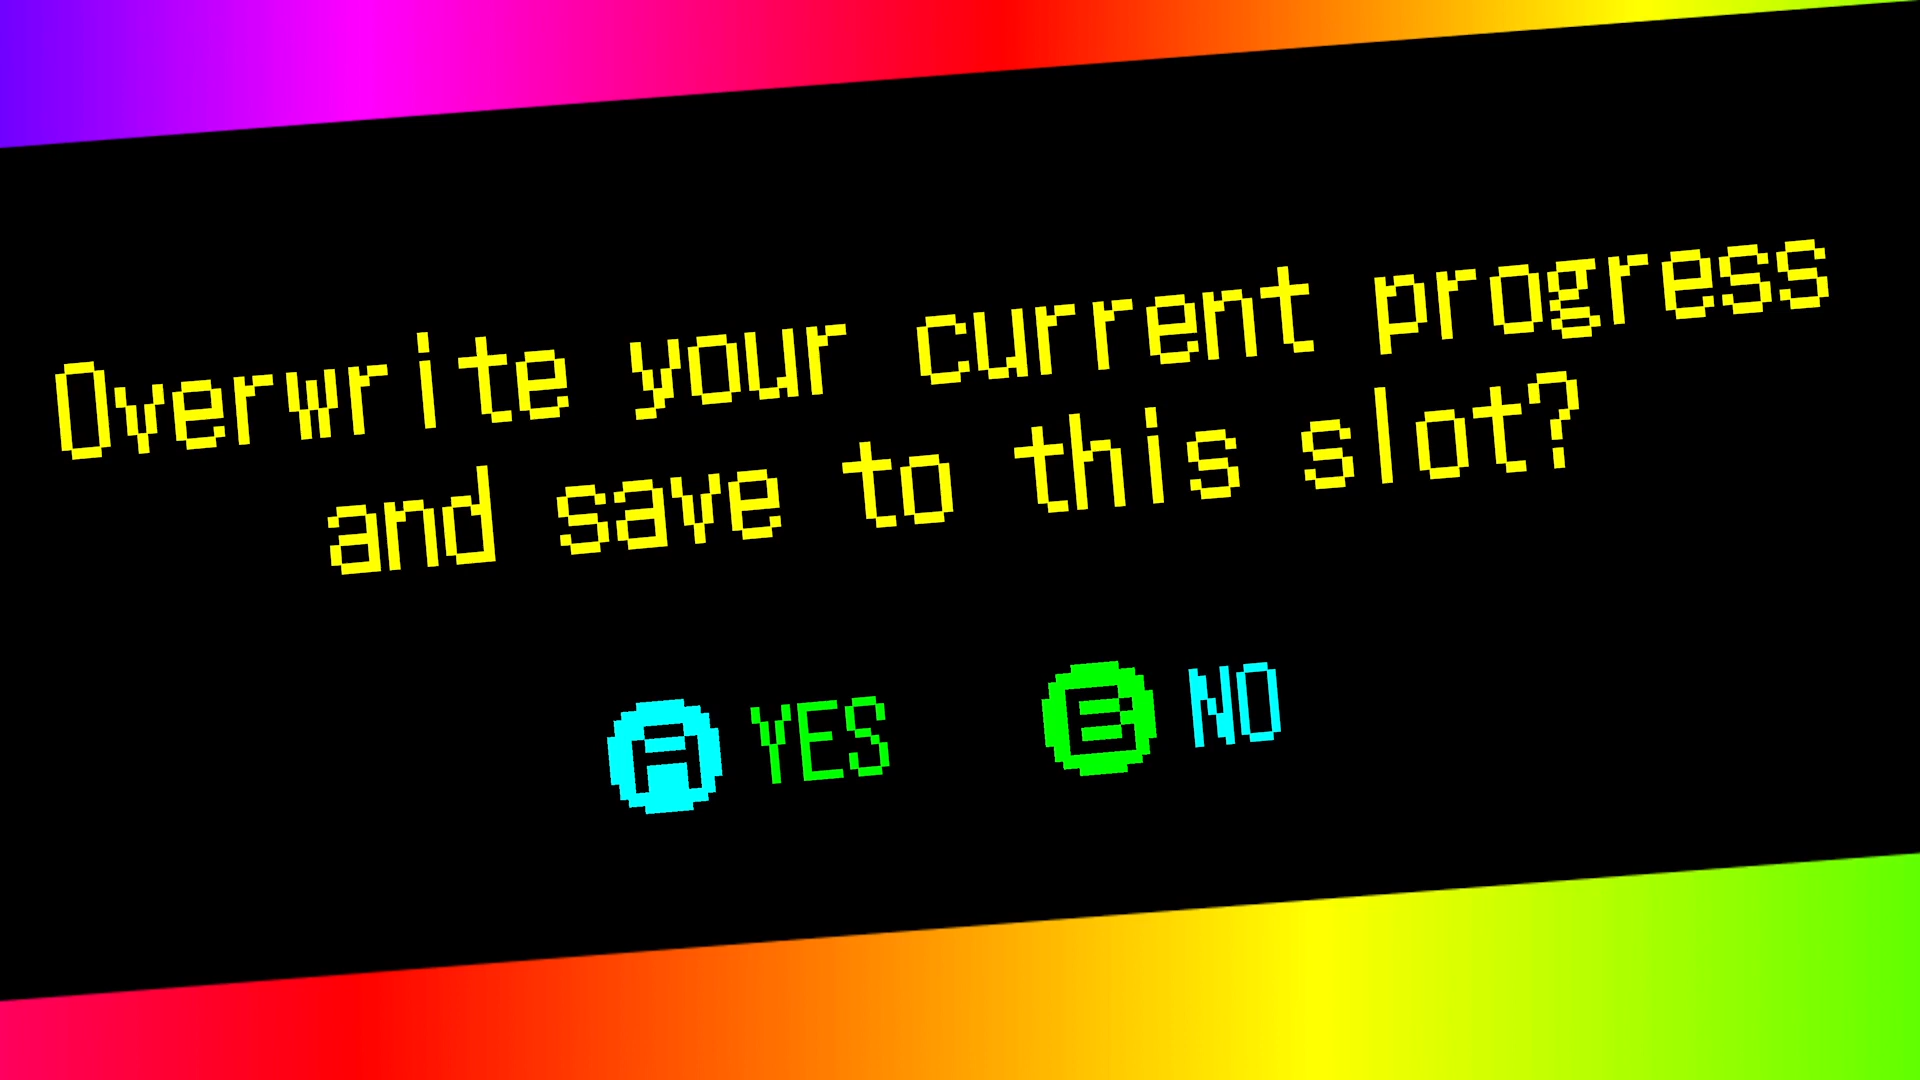 Overwrite your current progress
and save to this slot?
A YES B NO